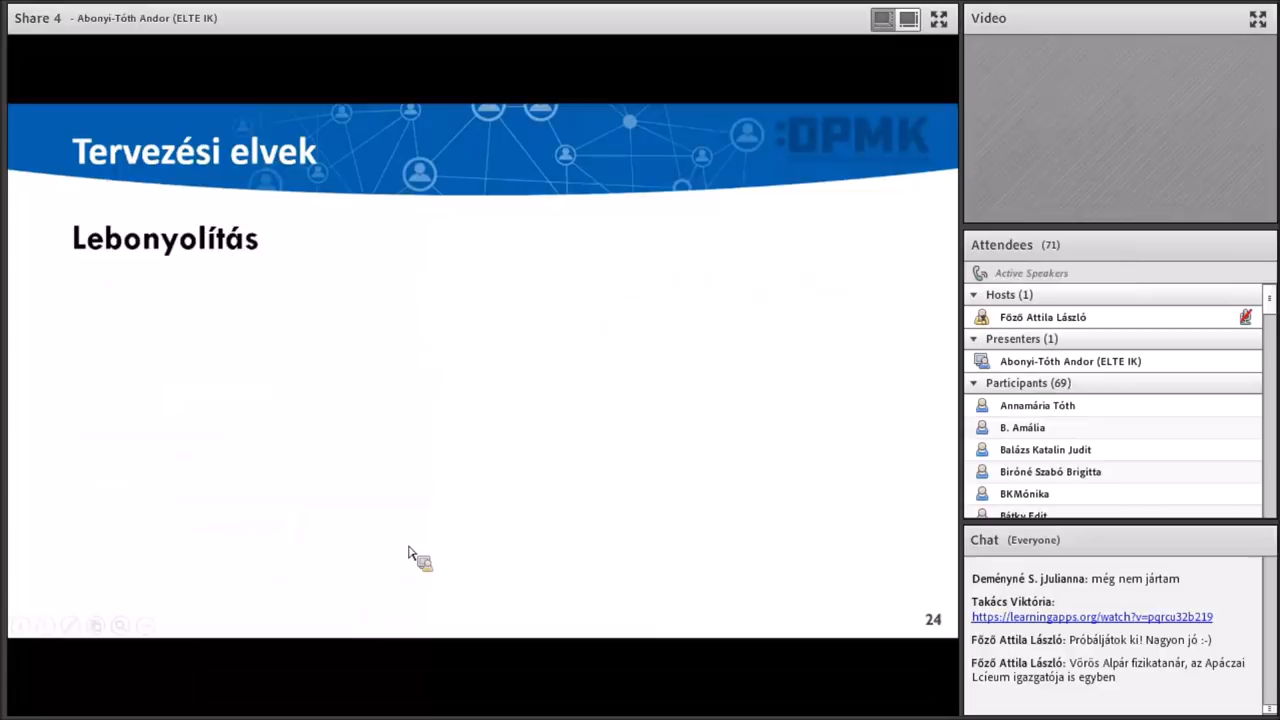 Share 4 - Abonyi-Tóth Andor (ELTE IK)
:OPMK
Tervezési elvek
Lebonyolítás
24
Video
Attendees (71)
Active Speakers
Hosts (1)
Főző Attila László
Presenters (1)
Abonyi-Tóth Andor (ELTE IK)
Participants (69)
Annamária Tóth
B. Amália
Balázs Katalin Judit
Biróné Szabó Brigitta
BKMónika
Bátky Edit
Chat (Everyone)
Deményné S. jJulianna: még nem jártam
Takács Viktória:
https://learningapps.org/watch?v=pqrcu32b219
Főző Attila László: Próbáljátok ki! Nagyon jó :-)
Főző Attila László: Vörös Alpár fizikatanár, az Apáczai
Lcieum igazgatója is egyben